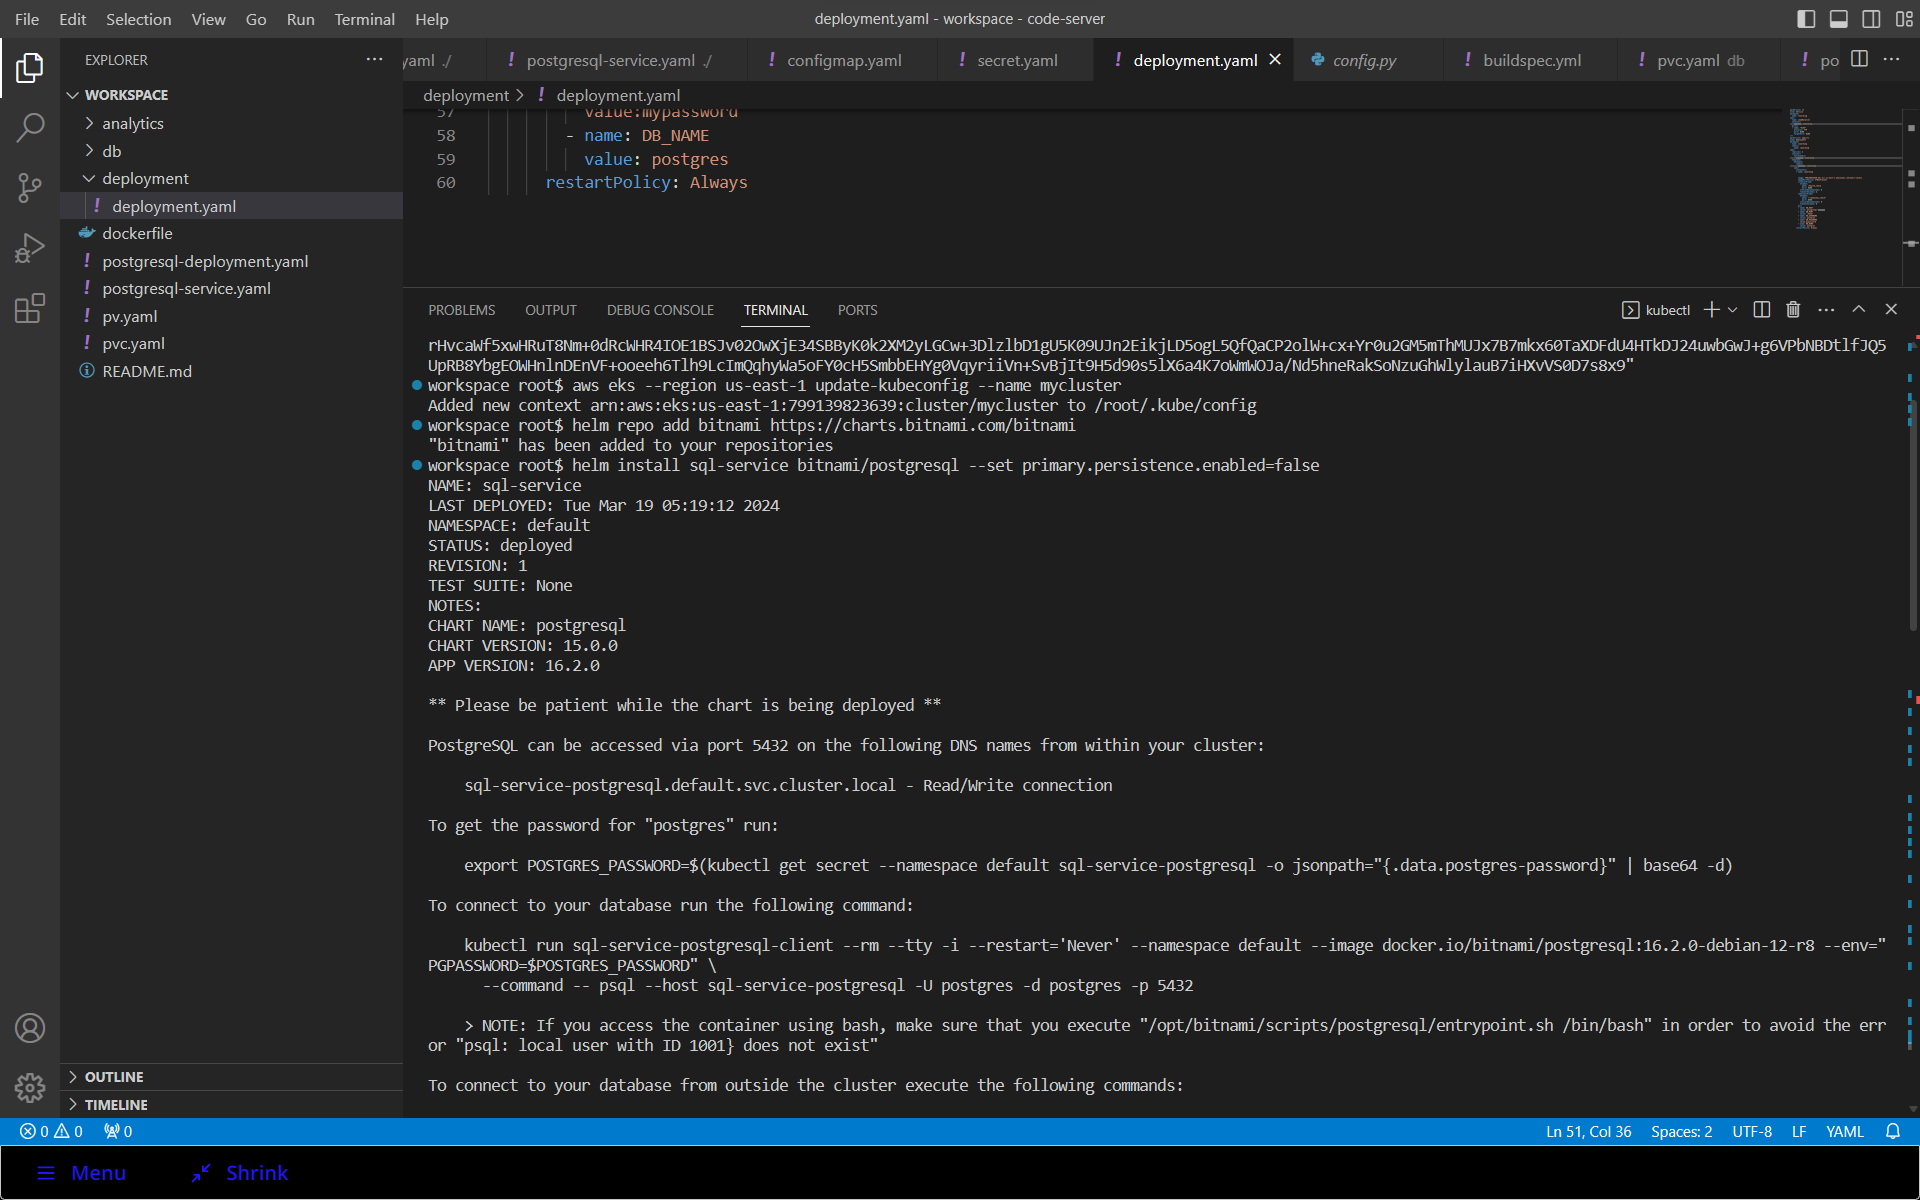 File Edit Selection View Go Run Terminal Help
deployment.yaml - workspace - code-server
EXPLORER
WORKSPACE
analytics
db
deployment
! deployment.yaml
dockerfile
! postgresql-deployment.yaml
! postgresql-service.yaml
! pv.yaml
! pvc.yaml
README.md
OUTLINE
TIMELINE
yaml ./
! postgresql-service.yaml ./
! configmap.yaml
! secret.yaml
! deployment.yaml
config.py
! buildspec.yml
! pvc.yaml db
! po
deployment > ! deployment.yaml
57 value:mypassword
58 - name: DB_NAME
59 value: postgres
60 restartPolicy: Always
PROBLEMS OUTPUT DEBUG CONSOLE TERMINAL PORTS
kubectl
workspace root$ aws eks --region us-east-1 update-kubeconfig --name mycluster
Added new context arn:aws:eks:us-east-1:799139823639:cluster/mycluster to /root/.kube/config
workspace root$ helm repo add bitnami https://charts.bitnami.com/bitnami
"bitnami" has been added to your repositories
workspace root$ helm install sql-service bitnami/postgresql --set primary.persistence.enabled=false
NAME: sql-service
LAST DEPLOYED: Tue Mar 19 05:19:12 2024
NAMESPACE: default
STATUS: deployed
REVISION: 1
TEST SUITE: None
NOTES:
CHART NAME: postgresql
CHART VERSION: 15.0.0
APP VERSION: 16.2.0
** Please be patient while the chart is being deployed **
PostgreSQL can be accessed via port 5432 on the following DNS names from within your cluster:
sql-service-postgresql.default.svc.cluster.local - Read/Write connection
To get the password for "postgres" run:
export POSTGRES_PASSWORD=$(kubectl get secret --namespace default sql-service-postgresql -o jsonpath="{.data.postgres-password}" | base64 -d)
To connect to your database run the following command:
kubectl run sql-service-postgresql-client --rm --tty -i --restart='Never' --namespace default --image docker.io/bitnami/postgresql:16.2.0-debian-12-r8 --env="
PGPASSWORD=$POSTGRES_PASSWORD" \
--command -- psql --host sql-service-postgresql -U postgres -d postgres -p 5432
> NOTE: If you access the container using bash, make sure that you execute "/opt/bitnami/scripts/postgresql/entrypoint.sh /bin/bash" in order to avoid the err
or "psql: local user with ID 1001} does not exist"
To connect to your database from outside the cluster execute the following commands:
0 0 0
Ln 51, Col 36 Spaces: 2 UTF-8 LF YAML
Menu Shrink